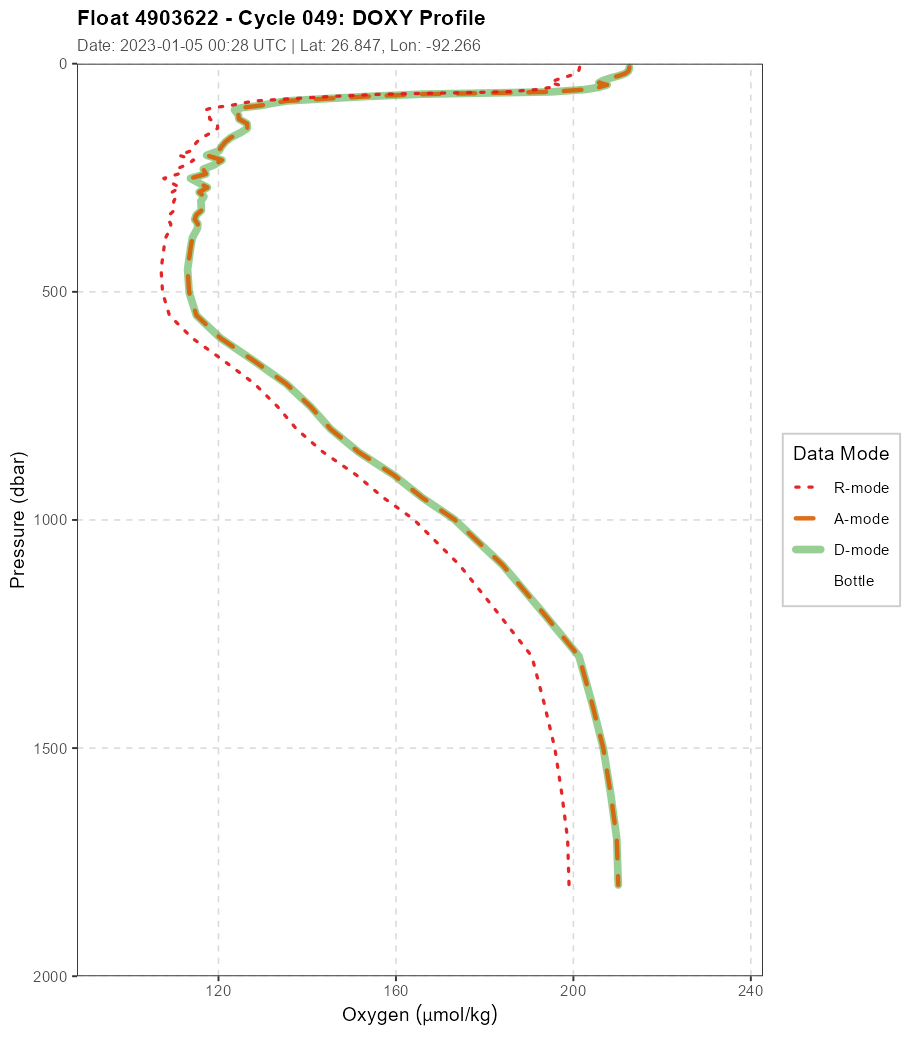 Float 4903622 - Cycle 049: DOXY Profile
Date: 2023-01-05 00:28 UTC | Lat: 26.847, Lon: -92.266
0
500
1000
1500
2000
Pressure (dbar)
120
160
200
240
Oxygen (μmol/kg)
Data Mode
R-mode
A-mode
D-mode
Bottle